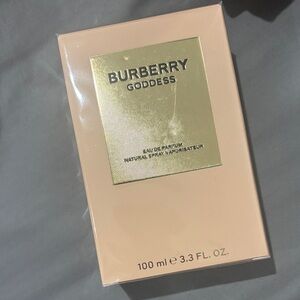 BURBERRY
GODDESS
EAU DE PARFUM
NATURAL SPRAY VAPORISATEUR
100 ml ℮ 3.3 FL. OZ.